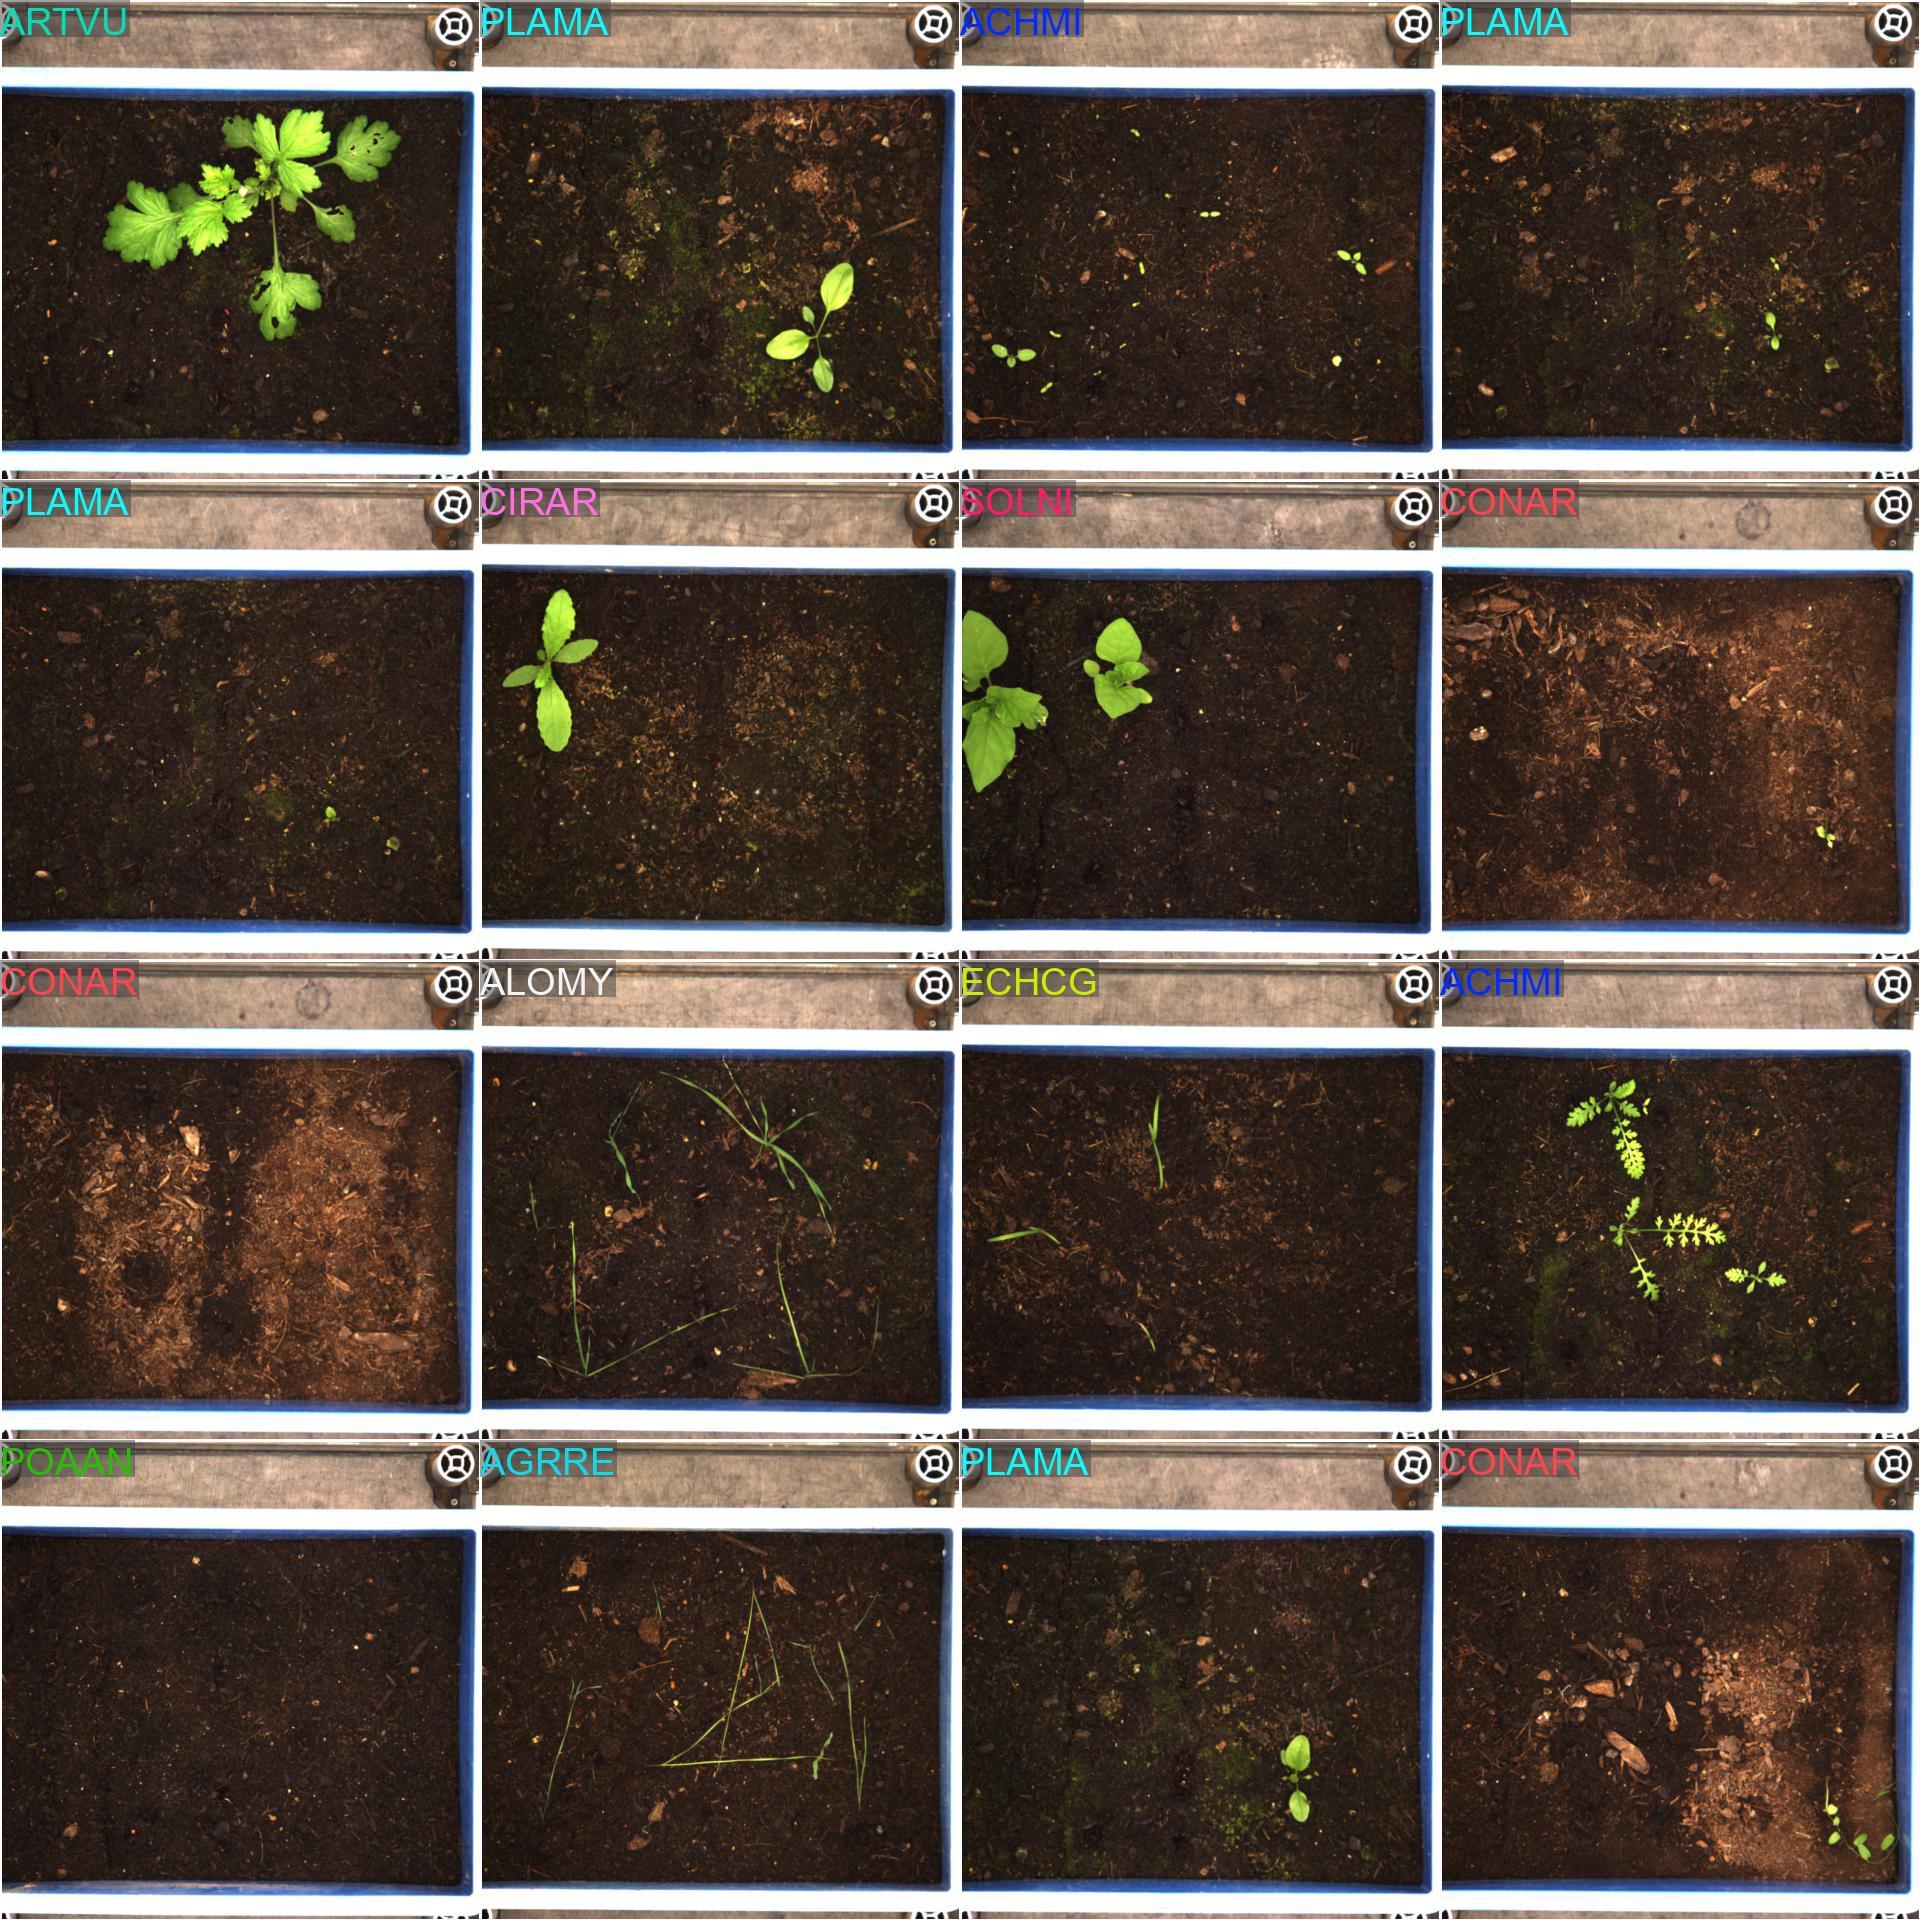 ARTVU
PLAMA
ACHMI
PLAMA
PLAMA
CIRAR
SOLNI
CONAR
CONAR
ALOMY
ECHCG
ACHMI
POAAN
AGRRE
PLAMA
CONAR